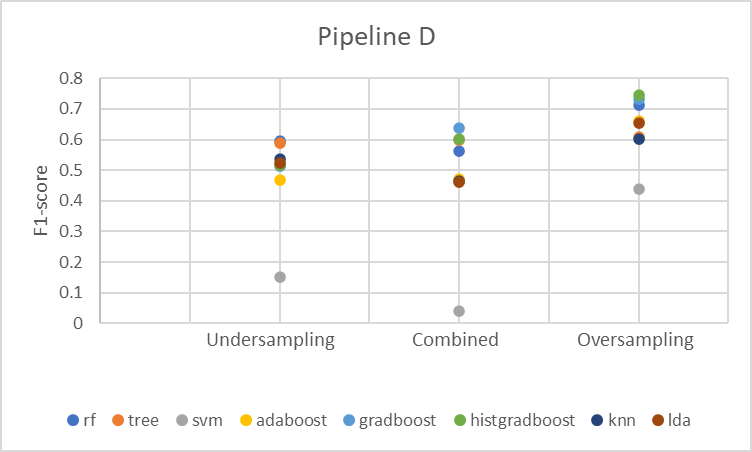 Pipeline D
0.8
0.7
0.6
0.5
0.4
0.3
0.2
0.1
0
F1-score
Undersampling Combined Oversampling
rf tree svm adaboost gradboost histgradboost knn lda